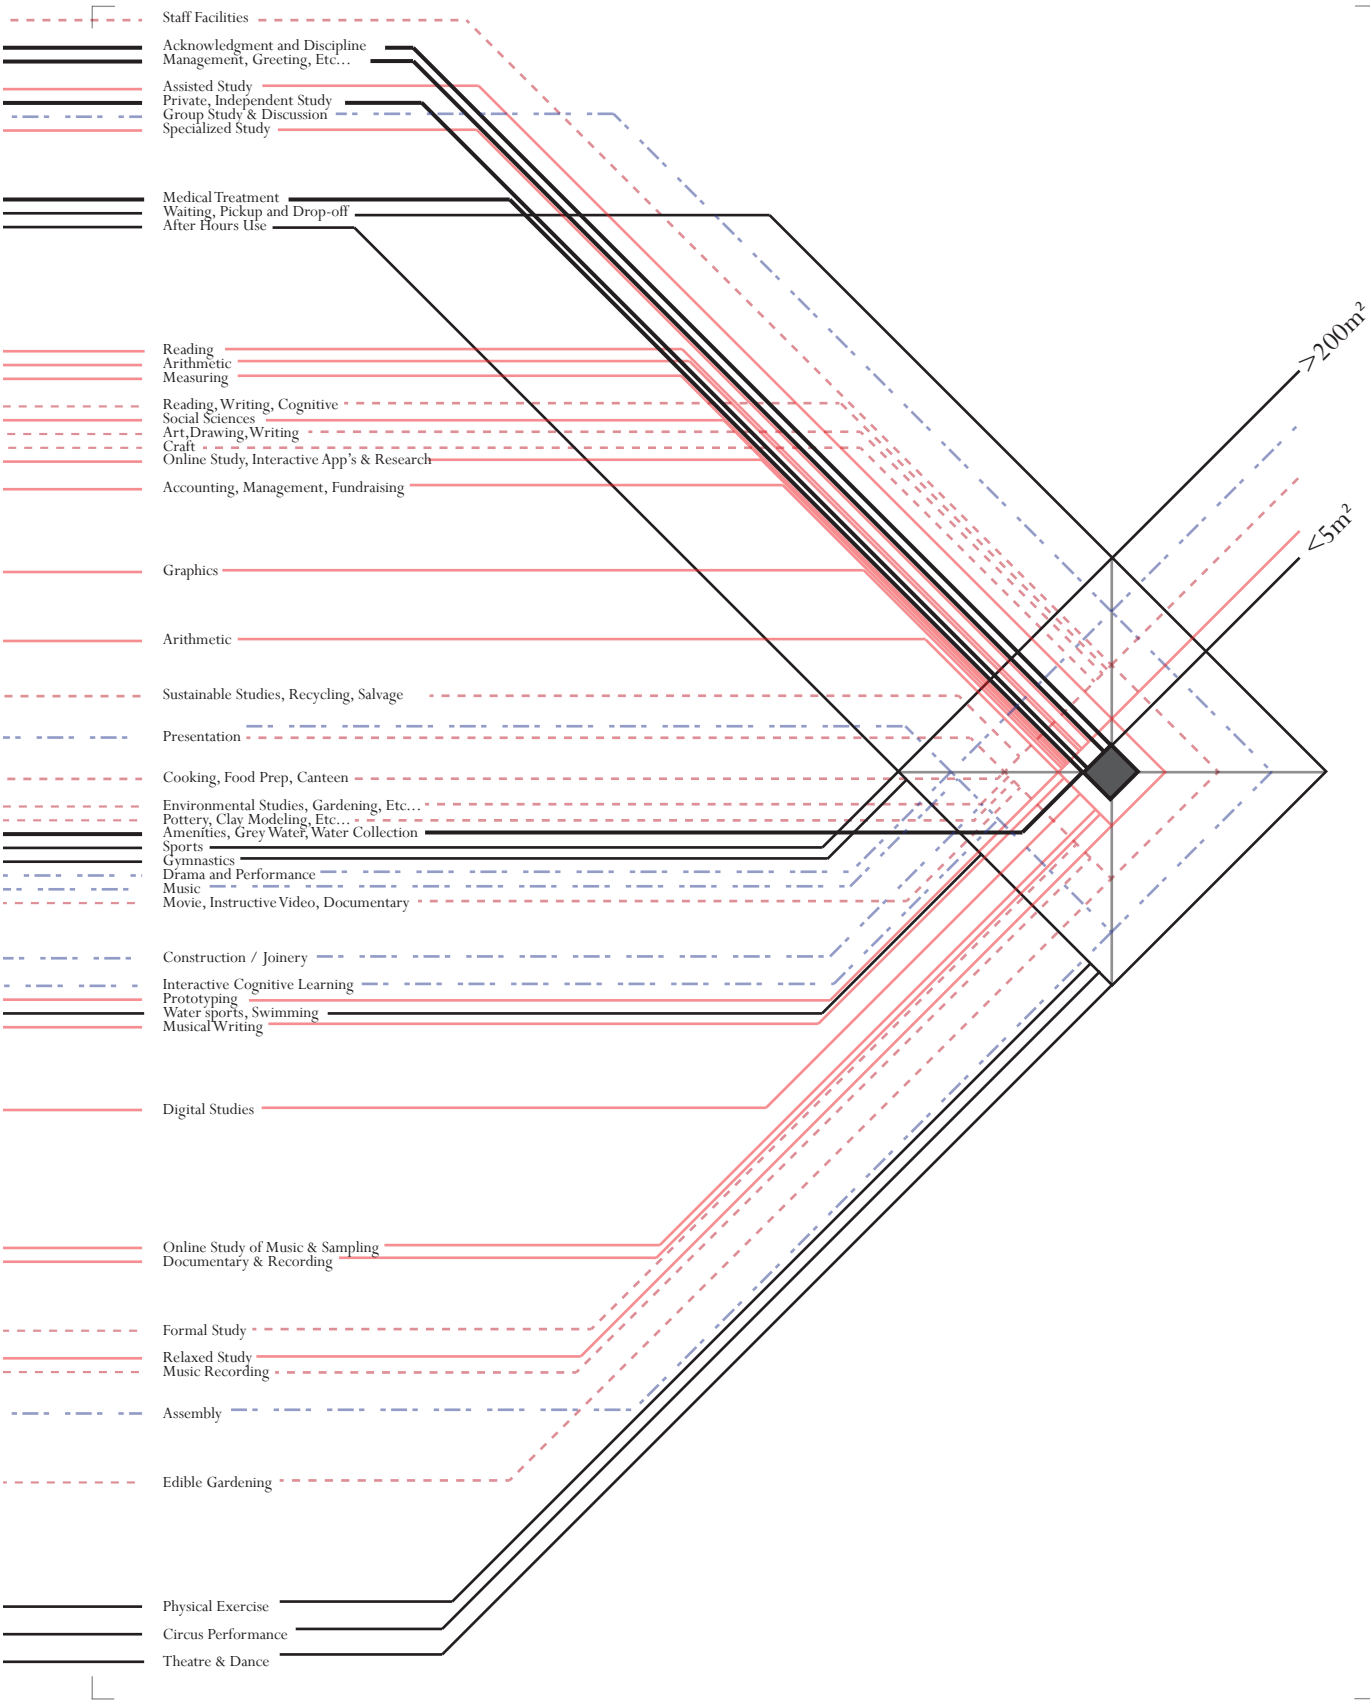 Staff Facilities
Acknowledgment and Discipline
Management, Greeting, Etc...
Assisted Study
Private, Independent Study
Group Study & Discussion
Specialized Study
Medical Treatment
Waiting, Pickup and Drop-off
After Hours Use
>200m²
Reading
Arithmetic
Measuring
Reading, Writing, Cognitive
Social Sciences
Art,Drawing,Writing
Craft
Online Study, Interactive App's & Research
Accounting, Management, Fundraising
<5m²
Graphics
Arithmetic
Sustainable Studies, Recycling, Salvage
Presentation
Cooking, Food Prep, Canteen
Environmental Studies, Gardening, Etc...
Pottery, Clay Modeling, Etc...
Amenities, Grey Water, Water Collection
Sports
Gymnastics
Drama and Performance
Music
Movie, Instructive Video, Documentary
Construction / Joinery
Interactive Cognitive Learning
Prototyping
Water sports, Swimming
Musical Writing
Digital Studies
Online Study of Music & Sampling
Documentary & Recording
Formal Study
Relaxed Study
Music Recording
Assembly
Edible Gardening
Physical Exercise
Circus Performance
Theatre & Dance